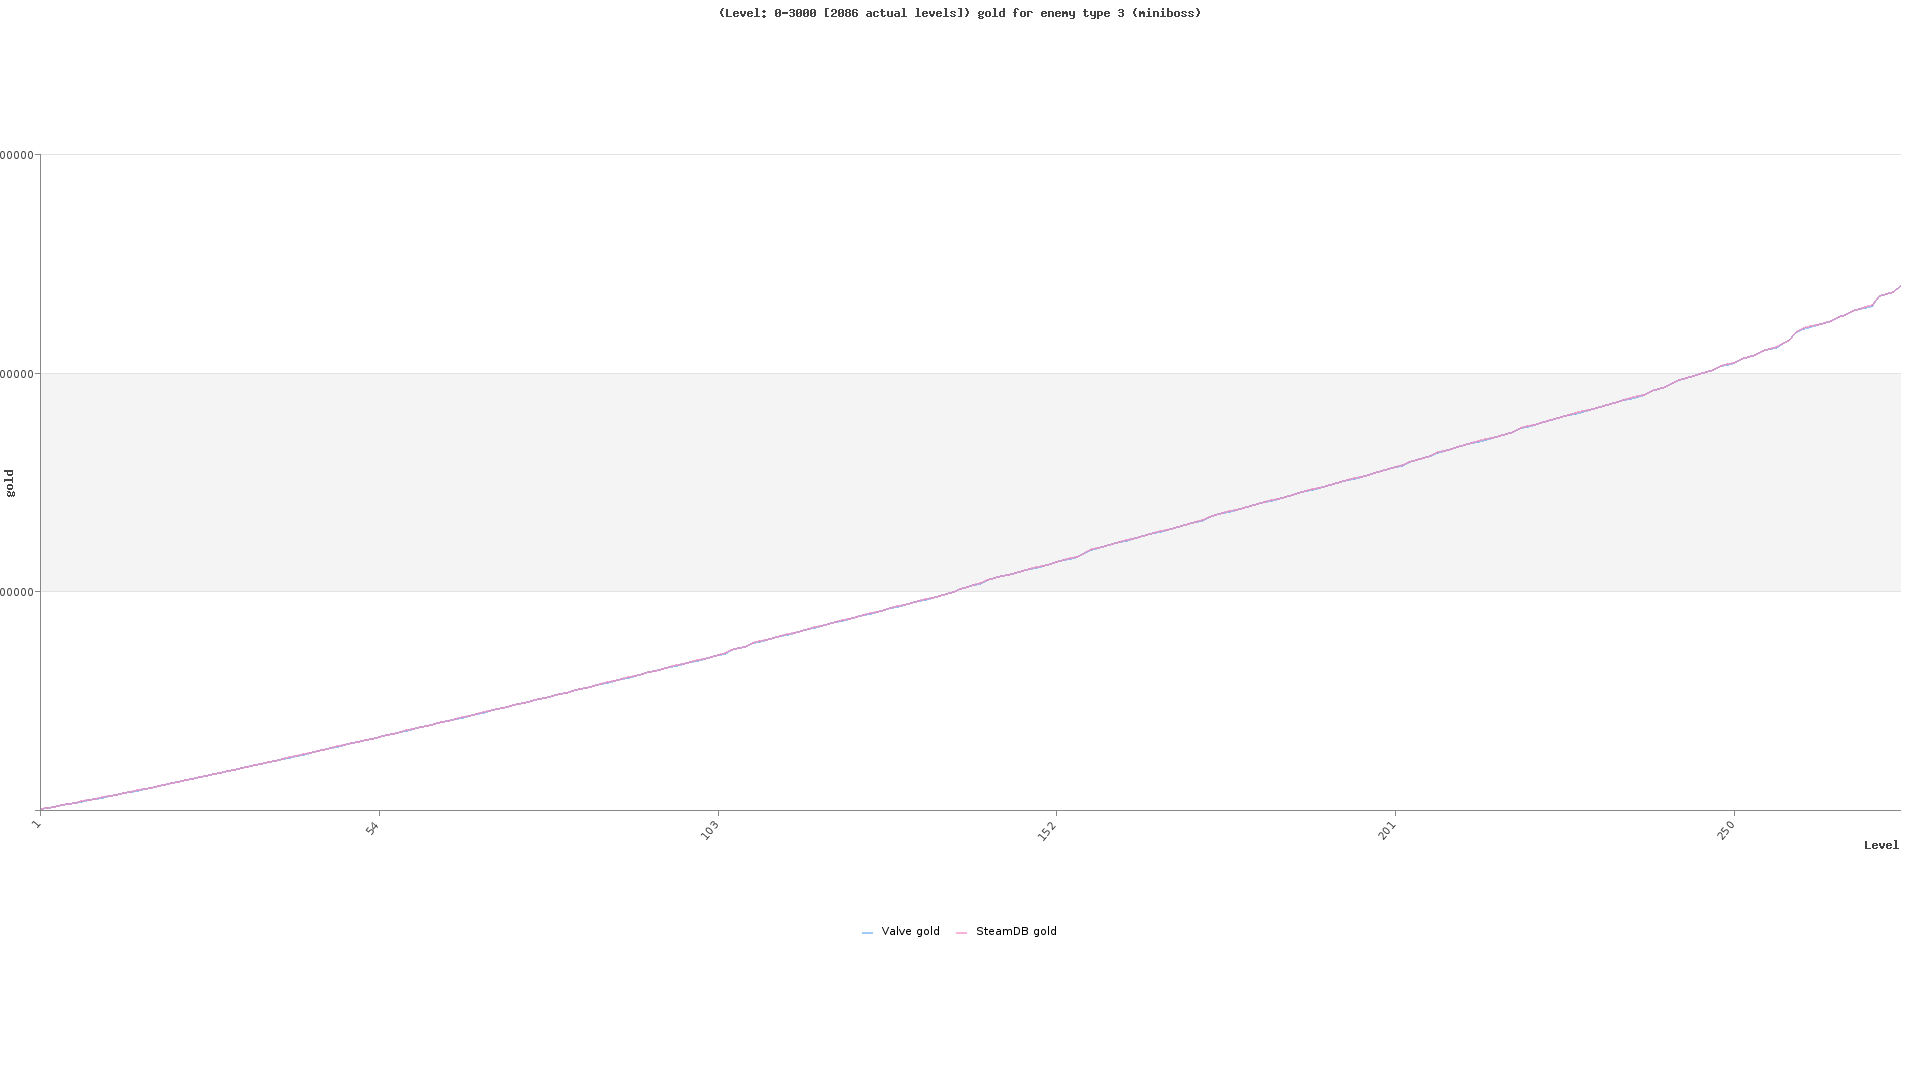 (Level: 0-3000 [2086 actual levels]) gold for enemy type 3 (miniboss)
00000
00000
00000
gold
1
54
103
152
201
250
Level
Valve gold
SteamDB gold